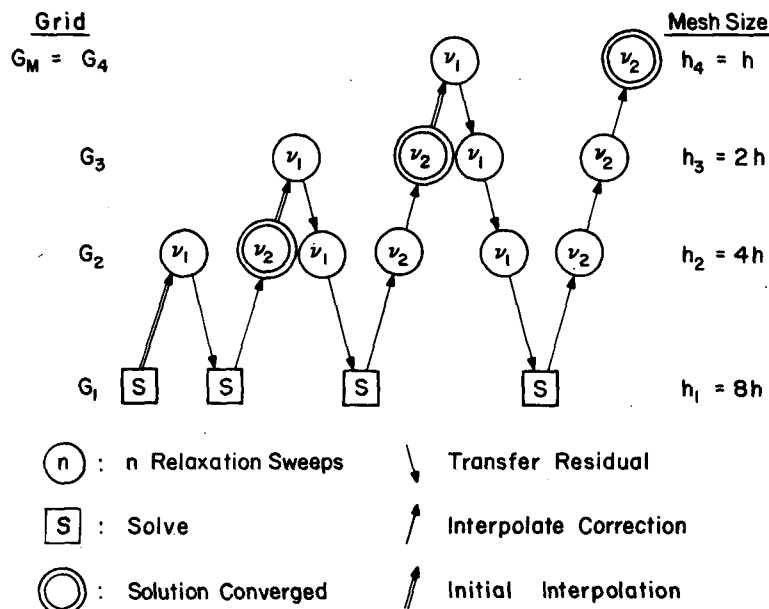 Grid Mesh Size
G_M = G_4 ν_1 ν_2 h_4 = h
G_3 ν_1 ν_2 ν_1 ν_2 h_3 = 2h
G_2 ν_1 ν_2 ν_1 ν_2 ν_1 ν_2 h_2 = 4h
G_1 S S S S h_1 = 8h
n : n Relaxation Sweeps Transfer Residual
S : Solve Interpolate Correction
: Solution Converged Initial Interpolation